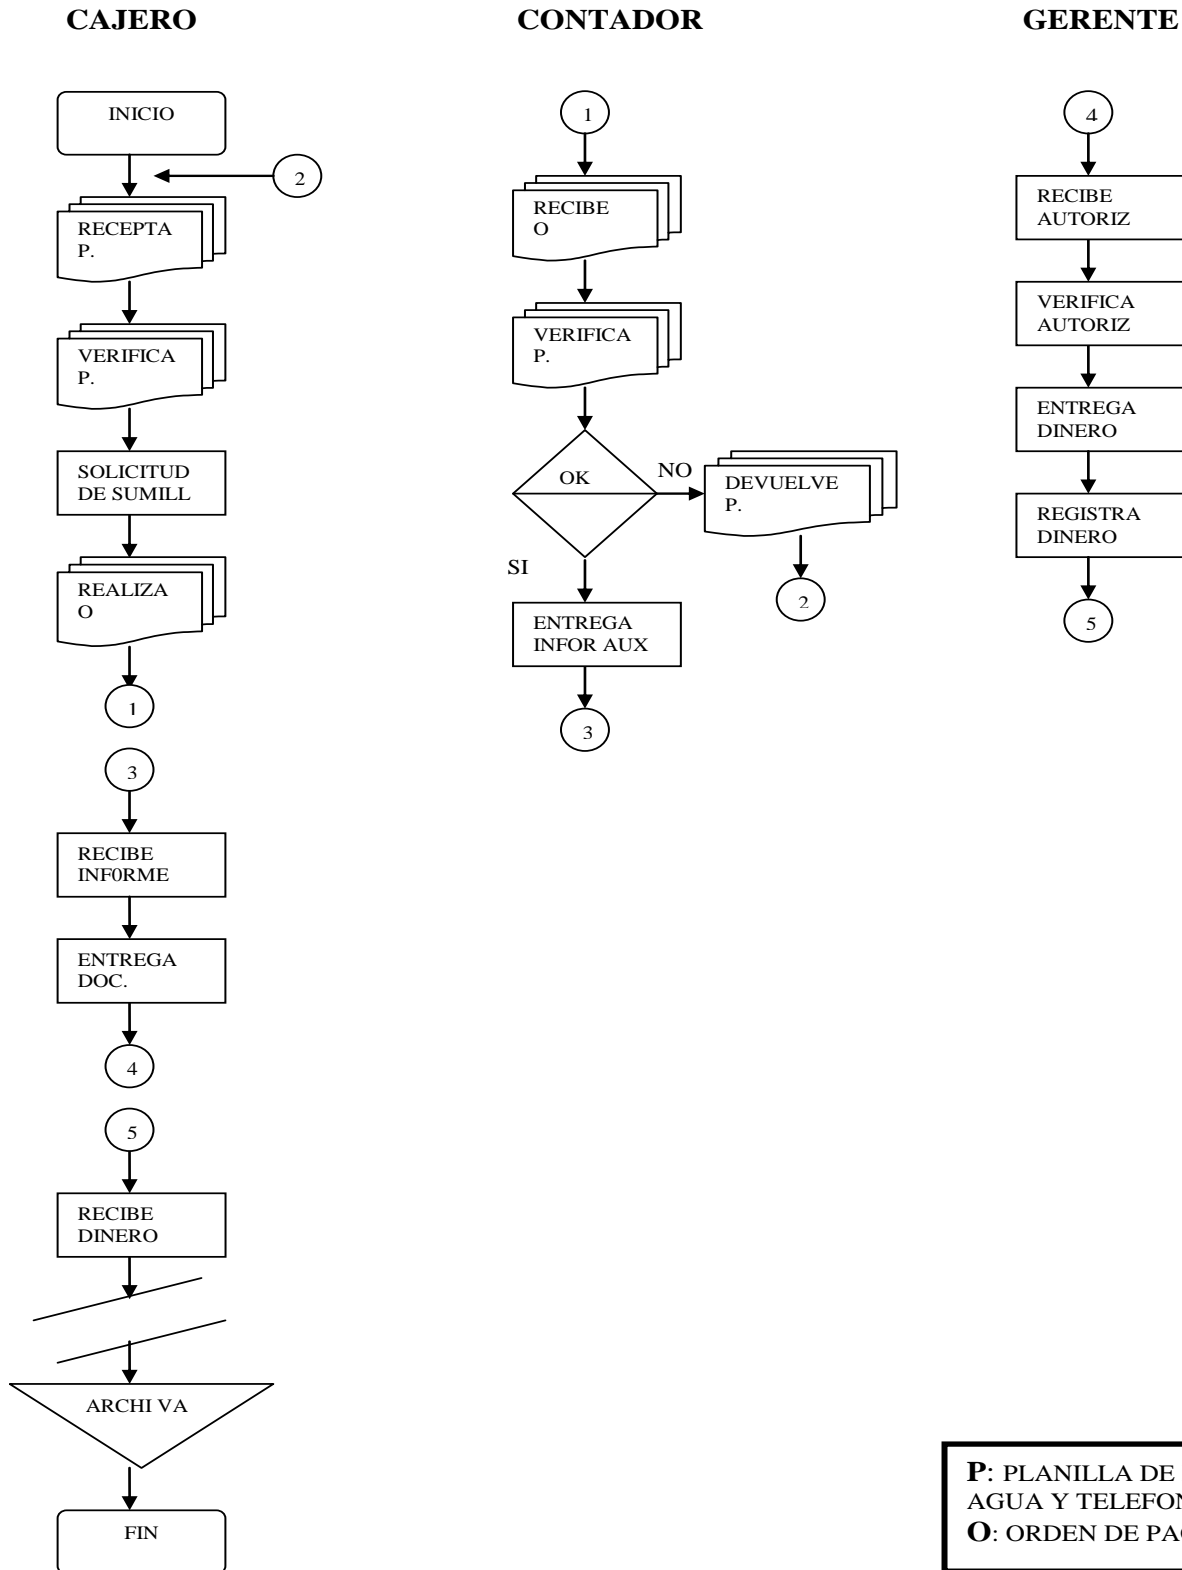 CAJERO
CONTADOR
GERENTE
INICIO
2
RECEPTA
P.
VERIFICA
P.
SOLICITUD
DE SUMILL
REALIZA
O
1
3
RECIBE
INF0RME
ENTREGA
DOC.
4
5
RECIBE
DINERO
ARCHI VA
FIN
1
RECIBE
O
VERIFICA
P.
OK
NO
DEVUELVE
P.
2
SI
ENTREGA
INFOR AUX
3
4
RECIBE
AUTORIZ
VERIFICA
AUTORIZ
ENTREGA
DINERO
REGISTRA
DINERO
5
P: PLANILLA DE
AGUA Y TELEFON
O: ORDEN DE PAG